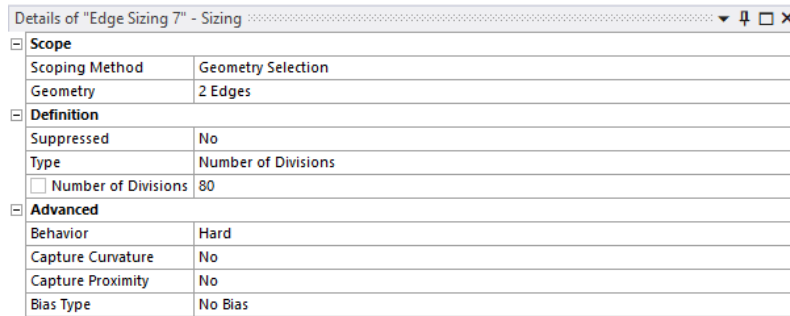 Details of "Edge Sizing 7" - Sizing
Scope
Scoping Method Geometry Selection
Geometry 2 Edges
Definition
Suppressed No
Type Number of Divisions
Number of Divisions 80
Advanced
Behavior Hard
Capture Curvature No
Capture Proximity No
Bias Type No Bias